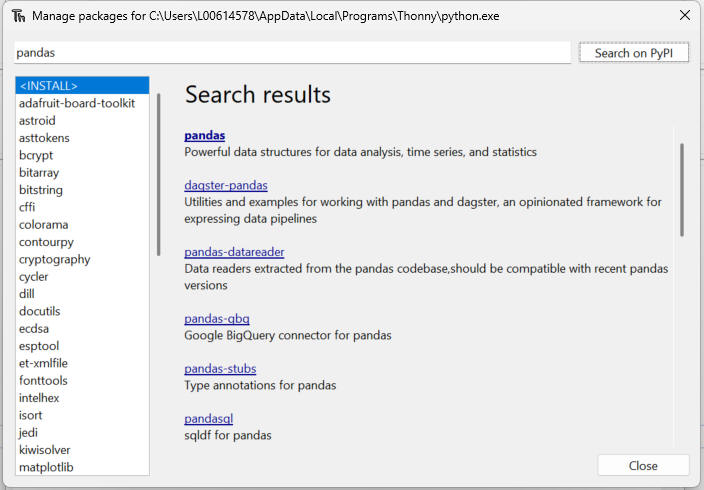 Manage packages for C:\Users\L00614578\AppData\Local\Programs\Thonny\python.exe
pandas
Search on PyPI
<INSTALL>
adafruit-board-toolkit
astroid
asttokens
bcrypt
bitarray
bitstring
cffi
colorama
contourpy
cryptography
cycler
dill
docutils
ecdsa
esptool
et-xmlfile
fonttools
intelhex
isort
jedi
kiwisolver
matplotlib
Search results
pandas
Powerful data structures for data analysis, time series, and statistics
dagster-pandas
Utilities and examples for working with pandas and dagster, an opinionated framework for
expressing data pipelines
pandas-datareader
Data readers extracted from the pandas codebase,should be compatible with recent pandas
versions
pandas-gbq
Google BigQuery connector for pandas
pandas-stubs
Type annotations for pandas
pandasql
sqldf for pandas
Close